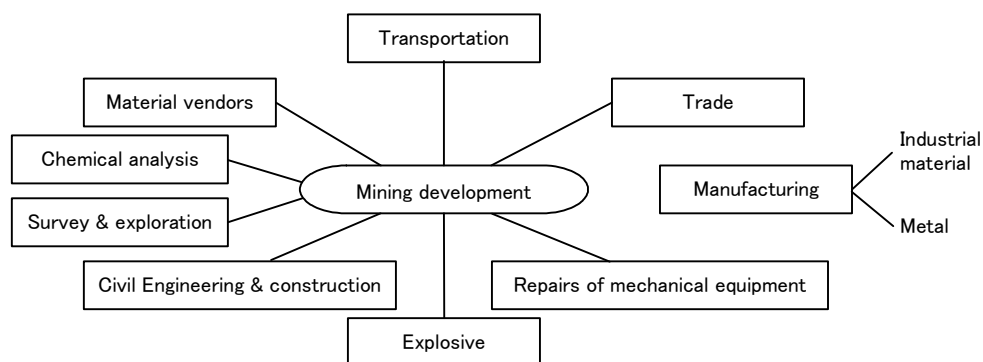 Transportation
Material vendors
Trade
Chemical analysis
Industrial
material
Mining development
Manufacturing
Survey & exploration
Metal
Civil Engineering & construction
Repairs of mechanical equipment
Explosive